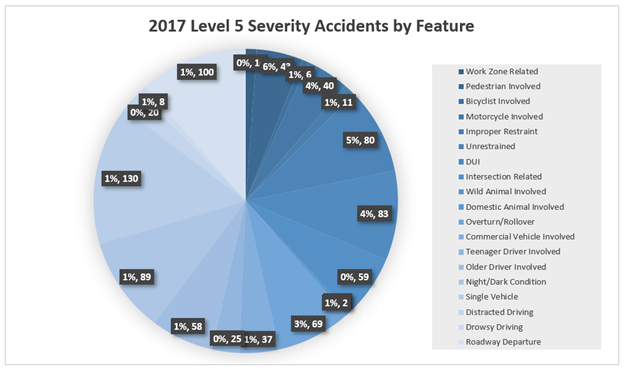 2017 Level 5 Severity Accidents by Feature
0%, 1
6%, 43
1%, 6
4%, 40
1%, 11
5%, 80
4%, 83
0%, 59
1%, 2
3%, 69
1%, 37
0%, 25
1%, 58
1%, 89
1%, 130
0%, 20
1%, 8
1%, 100
Work Zone Related
Pedestrian Involved
Bicyclist Involved
Motorcycle Involved
Improper Restraint
Unrestrained
DUI
Intersection Related
Wild Animal Involved
Domestic Animal Involved
Overturn/Rollover
Commercial Vehicle Involved
Teenager Driver Involved
Older Driver Involved
Night/Dark Condition
Single Vehicle
Distracted Driving
Drowsy Driving
Roadway Departure